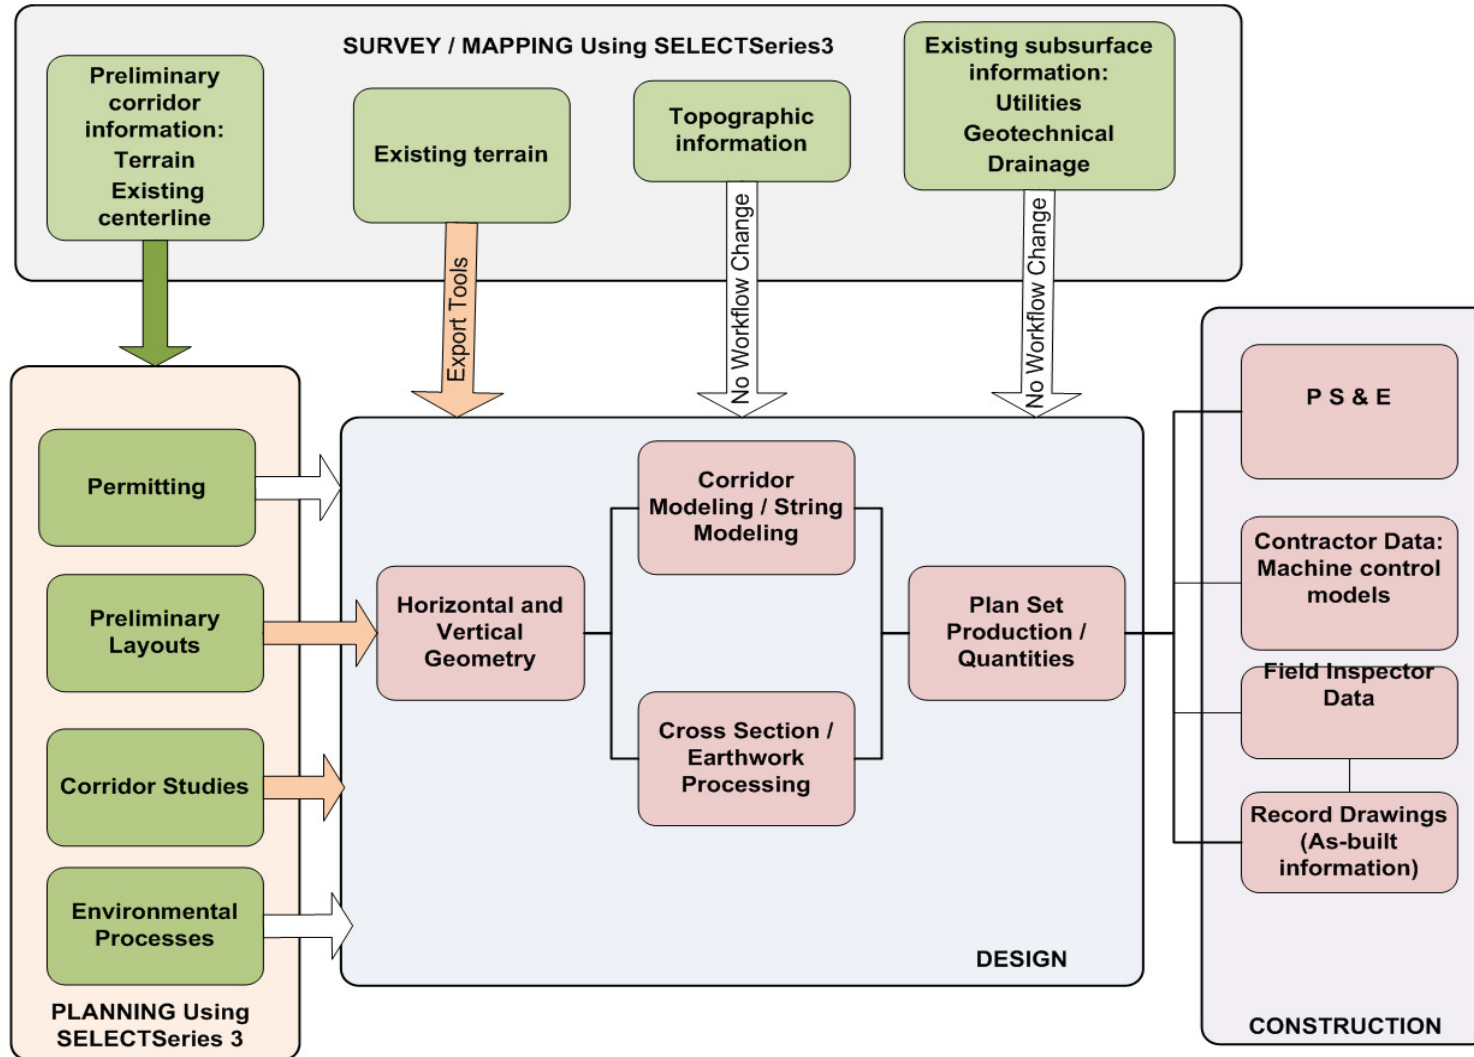 SURVEY / MAPPING Using SELECTSeries3
Preliminary
corridor
information:
Terrain
Existing
centerline
Existing terrain
Topographic
information
Existing subsurface
information:
Utilities
Geotechnical
Drainage
Export Tools
No Workflow Change
No Workflow Change
Permitting
Preliminary
Layouts
Corridor Studies
Environmental
Processes
PLANNING Using
SELECTSeries 3
Horizontal and
Vertical
Geometry
Corridor
Modeling / String
Modeling
Cross Section /
Earthwork
Processing
Plan Set
Production /
Quantities
DESIGN
P S & E
Contractor Data:
Machine control
models
Field Inspector
Data
Record Drawings
(As-built
information)
CONSTRUCTION